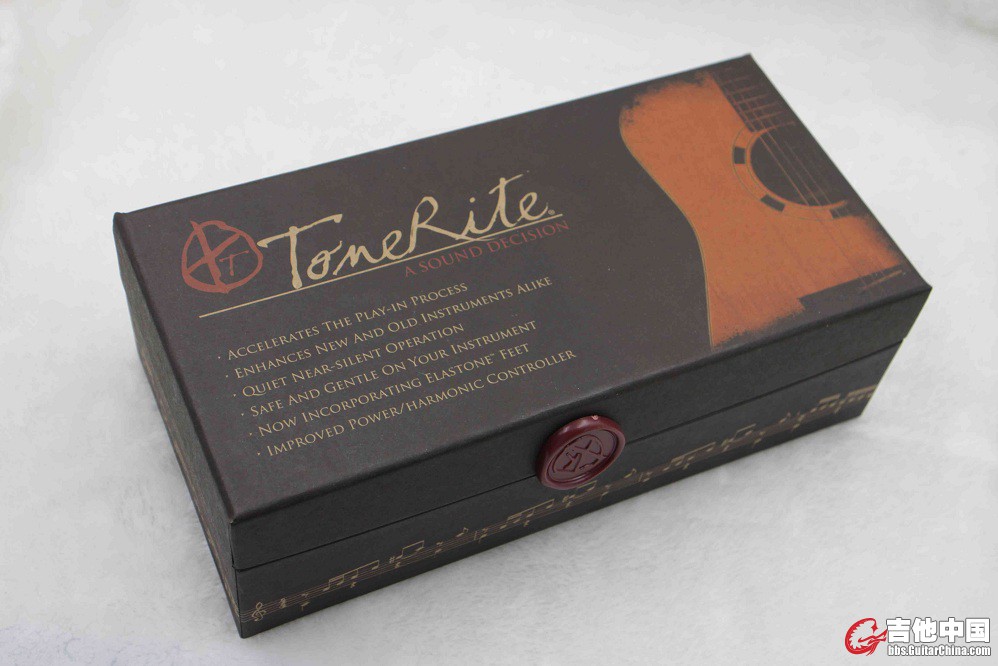 ToneRite®
A SOUND DECISION
· ACCELERATES THE PLAY-IN PROCESS
· ENHANCES NEW AND OLD INSTRUMENTS ALIKE
· QUIET NEAR-SILENT OPERATION
· SAFE AND GENTLE ON YOUR INSTRUMENT
· NOW INCORPORATING ELASTONE™ FEET
· IMPROVED POWER/HARMONIC CONTROLLER
吉他中国
bbs.GuitarChina.com